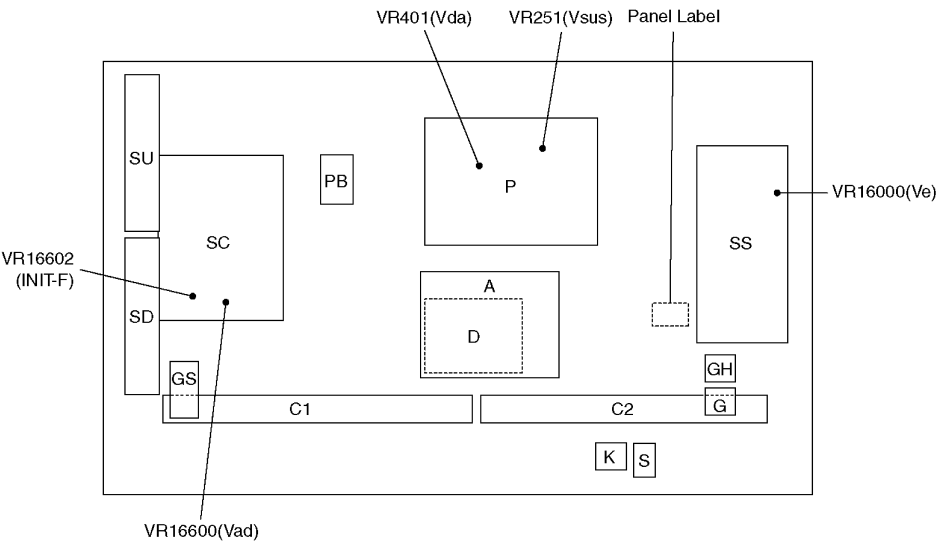 VR401(Vda)
VR251(Vsus)
Panel Label
SU
PB
P
VR16000(Ve)
SC
SS
VR16602
(INIT-F)
A
SD
D
GS
GH
C1
C2
G
K
S
VR16600(Vad)